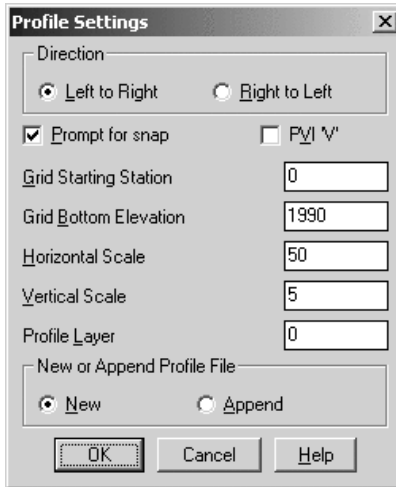 Profile Settings
Direction
Left to Right Right to Left
Prompt for snap PVI 'V'
Grid Starting Station 0
Grid Bottom Elevation 1990
Horizontal Scale 50
Vertical Scale 5
Profile Layer 0
New or Append Profile File
New Append
OK Cancel Help